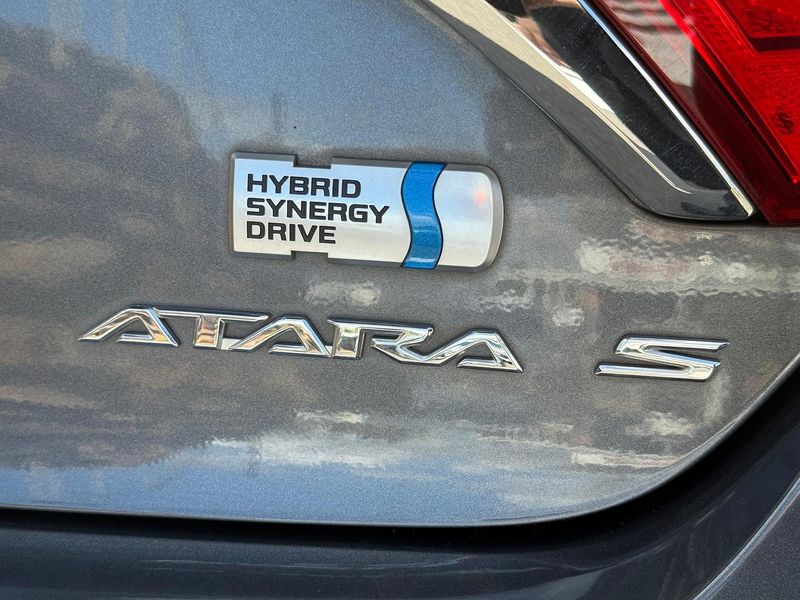 HYBRID
SYNERGY
DRIVE
ATARA S